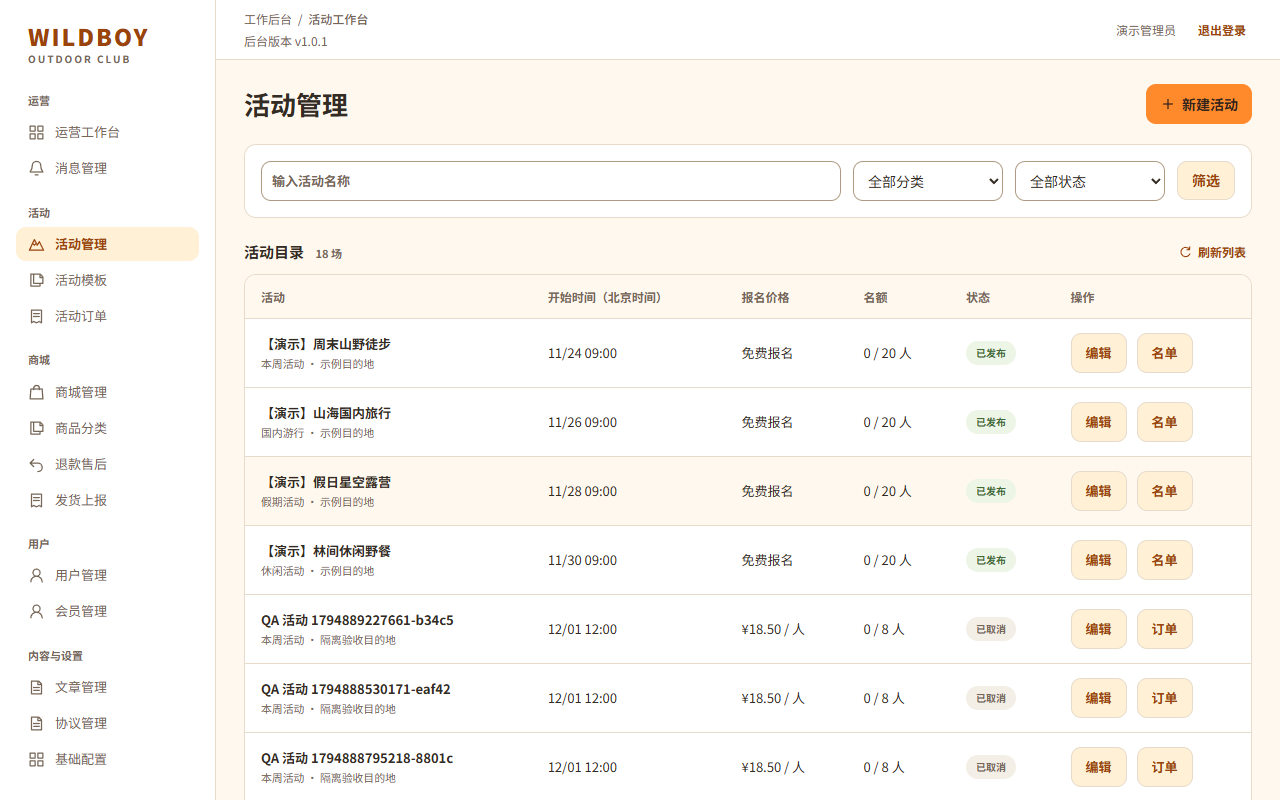 WILDBOY
OUTDOOR CLUB
运营
运营工作台
消息管理
活动
活动管理
活动模板
活动订单
商城
商城管理
商品分类
退款售后
发货上报
用户
用户管理
会员管理
内容与设置
文章管理
协议管理
基础配置
工作后台 / 活动工作台
后台版本 v1.0.1
演示管理员 退出登录
活动管理
+ 新建活动
输入活动名称 全部分类 全部状态 筛选
活动目录 18 场 刷新列表
活动 开始时间（北京时间） 报名价格 名额 状态 操作
【演示】周末山野徒步
本周活动 · 示例目的地
11/24 09:00 免费报名 0 / 20 人 已发布 编辑 名单
【演示】山海国内旅行
国内游行 · 示例目的地
11/26 09:00 免费报名 0 / 20 人 已发布 编辑 名单
【演示】假日星空露营
假期活动 · 示例目的地
11/28 09:00 免费报名 0 / 20 人 已发布 编辑 名单
【演示】林间休闲野餐
休闲活动 · 示例目的地
11/30 09:00 免费报名 0 / 20 人 已发布 编辑 名单
QA 活动 1794889227661-b34c5
本周活动 · 隔离验收目的地
12/01 12:00 ¥18.50 / 人 0 / 8 人 已取消 编辑 订单
QA 活动 1794888530171-eaf42
本周活动 · 隔离验收目的地
12/01 12:00 ¥18.50 / 人 0 / 8 人 已取消 编辑 订单
QA 活动 1794888795218-8801c
本周活动 · 隔离验收目的地
12/01 12:00 ¥18.50 / 人 0 / 8 人 已取消 编辑 订单